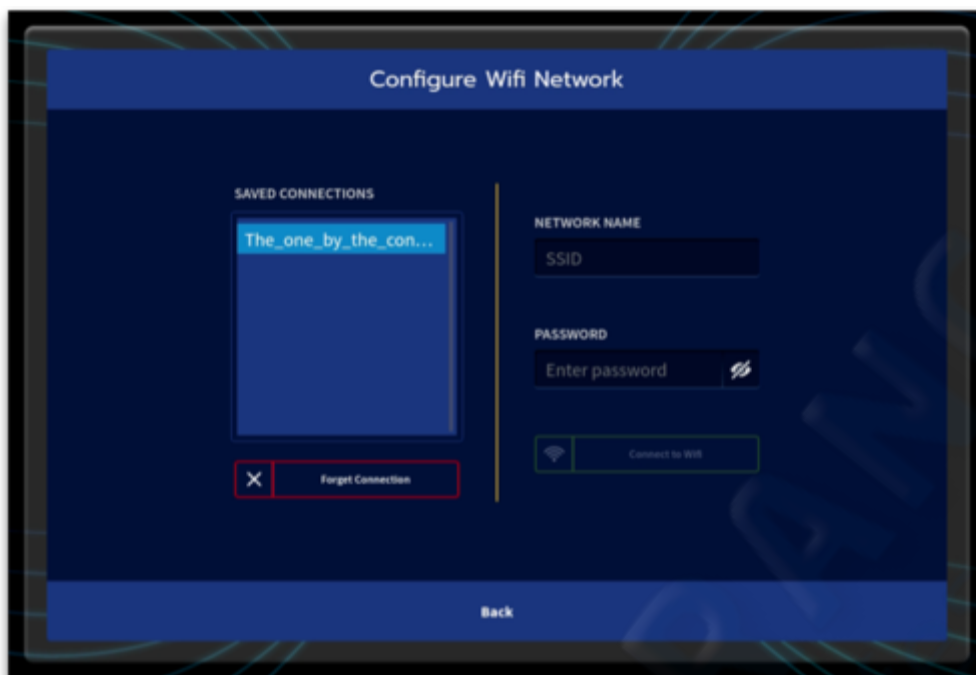 Configure Wifi Network
SAVED CONNECTIONS
The_one_by_the_con...
Forget Connection
NETWORK NAME
SSID
PASSWORD
Enter password
Connect to Wifi
Back